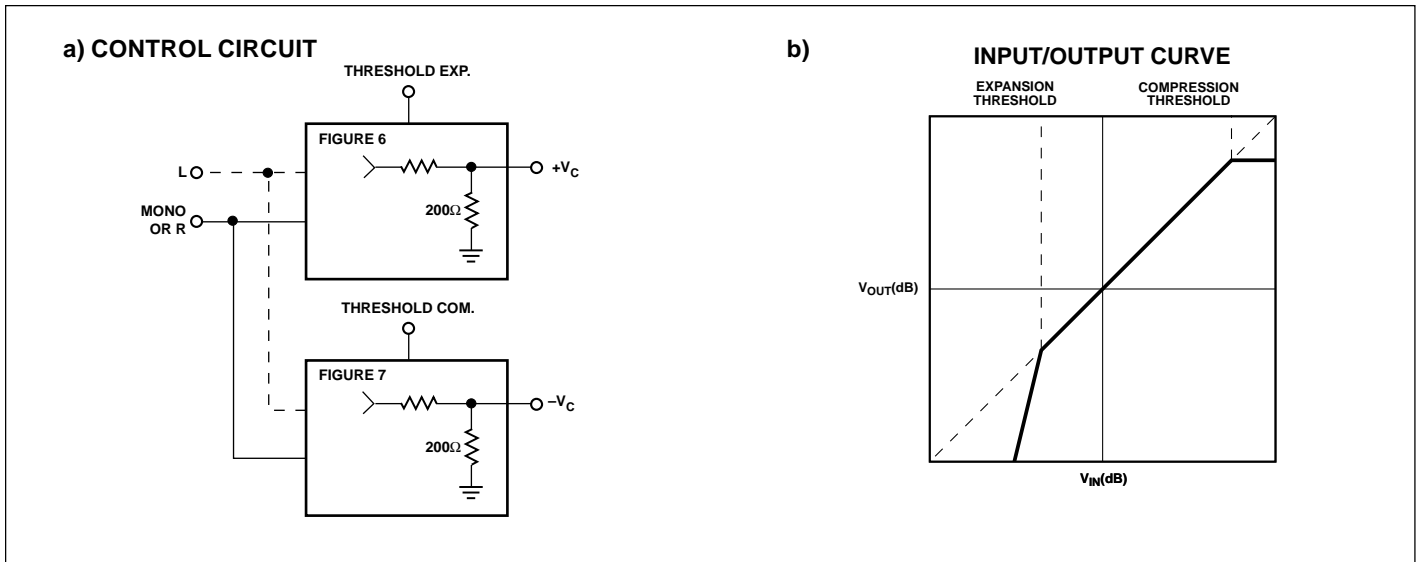 a) CONTROL CIRCUIT
THRESHOLD EXP.
FIGURE 6
L
+VC
MONO
OR R
200Ω
THRESHOLD COM.
FIGURE 7
–VC
200Ω
b)
INPUT/OUTPUT CURVE
EXPANSION
THRESHOLD
COMPRESSION
THRESHOLD
VOUT(dB)
VIN(dB)